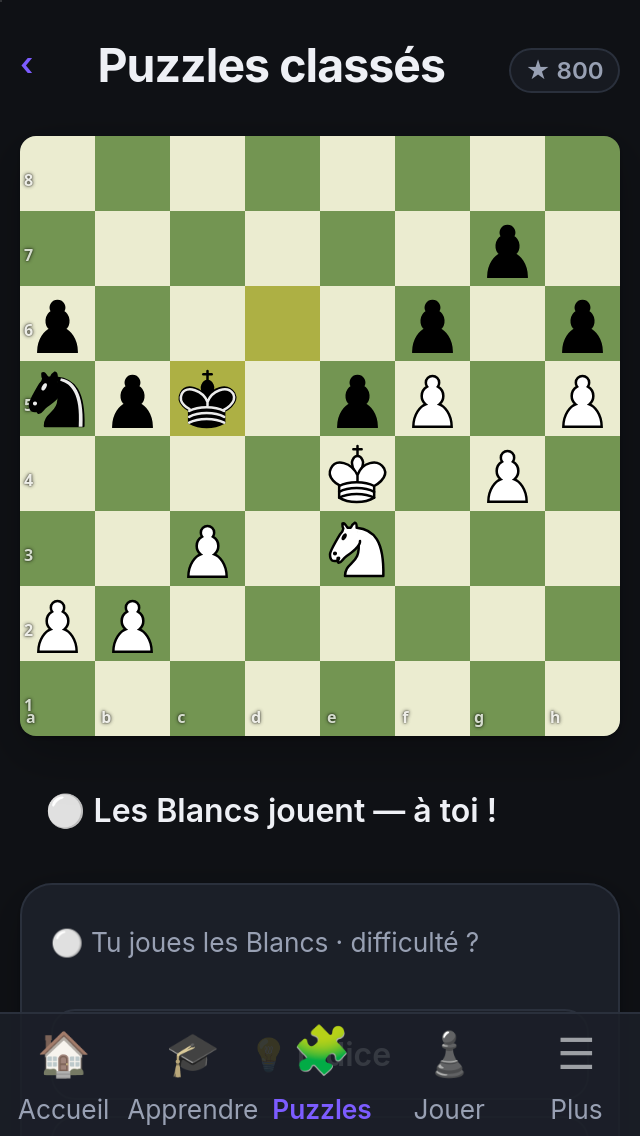 ‹ Puzzles classés ★ 800
8
7
6
5
4
3
2
1
a b c d e f g h
Les Blancs jouent — à toi !
Tu joues les Blancs · difficulté ?
Accueil Apprendre Puzzles Jouer Plus